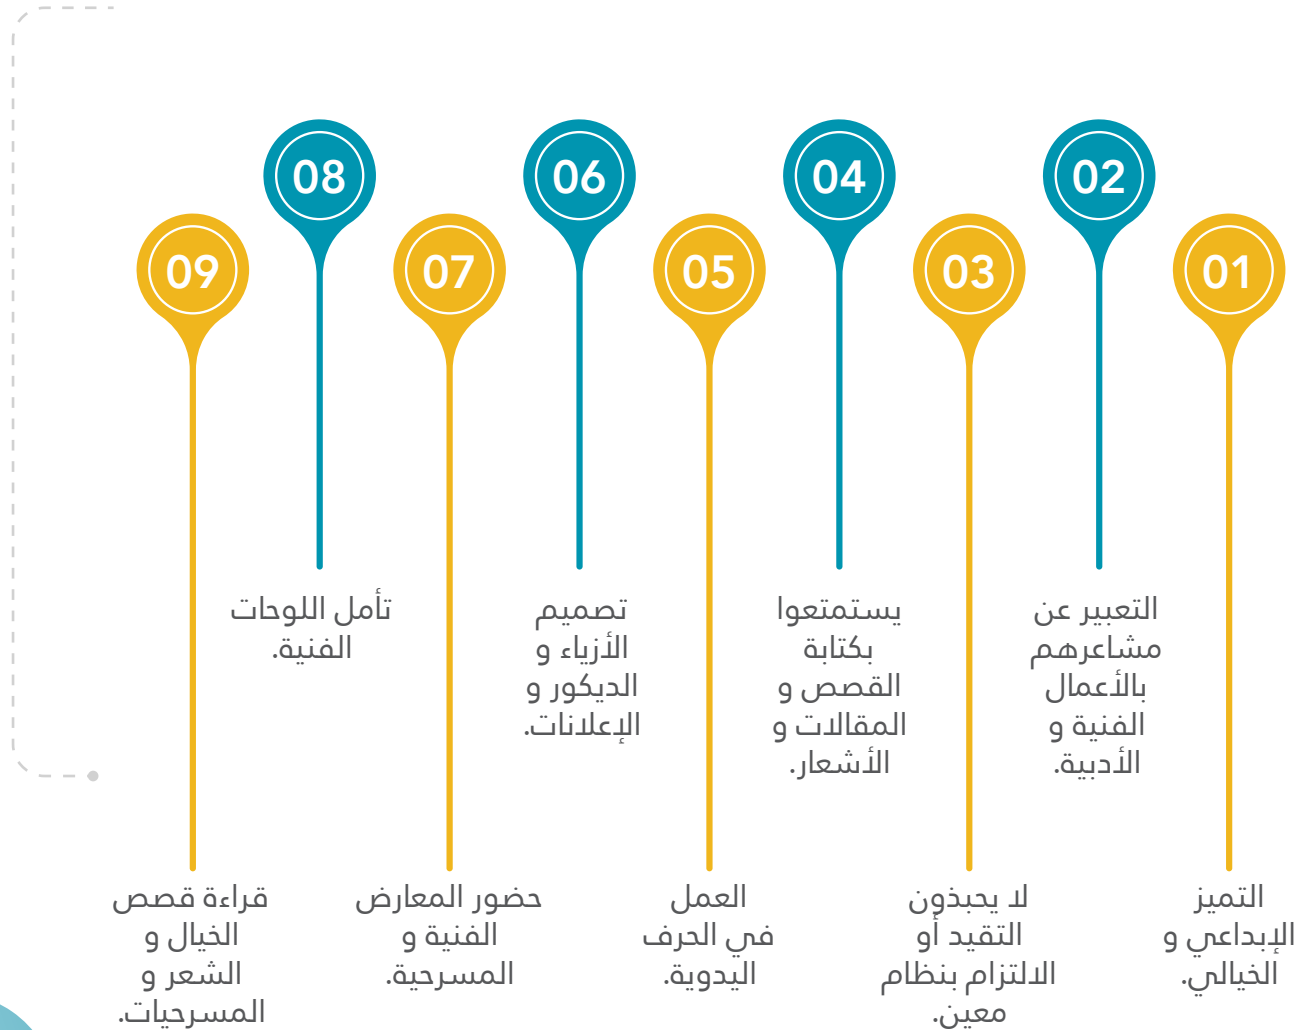 01
التميز
الإبداعي و
الخيالي.
02
التعبير عن
مشاعرهم
بالأعمال
الفنية و
الأدبية.
03
لا يحبذون
التقيد أو
الالتزام بنظام
معين.
04
يستمتعوا
بكتابة
القصص و
المقالات و
الأشعار.
05
العمل
في الحرف
اليدوية.
06
تصميم
الأزياء و
الديكور و
الإعلانات.
07
حضور المعارض
الفنية و
المسرحية.
08
تأمل اللوحات
الفنية.
09
قراءة قصص
الخيال و
الشعر و
المسرحيات.